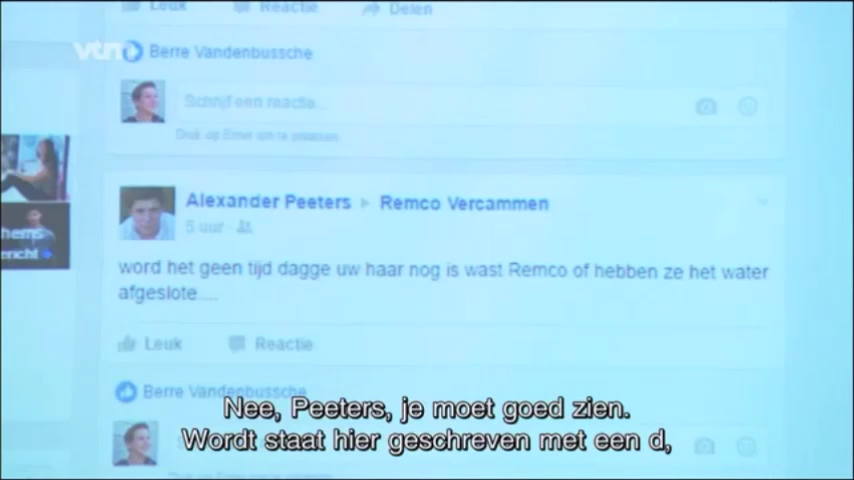 Leuk Reactie Delen
vtm Berre Vandenbussche
Schrijf een reactie...
Druk op Enter om te plaatsen.
Alexander Peeters ▸ Remco Vercammen
5 uur
word het geen tijd dagge uw haar nog is wast Remco of hebben ze het water
afgeslote.....
Leuk Reactie
Berre Vandenbussche
Nee, Peeters, je moet goed zien.
Wordt staat hier geschreven met een d,